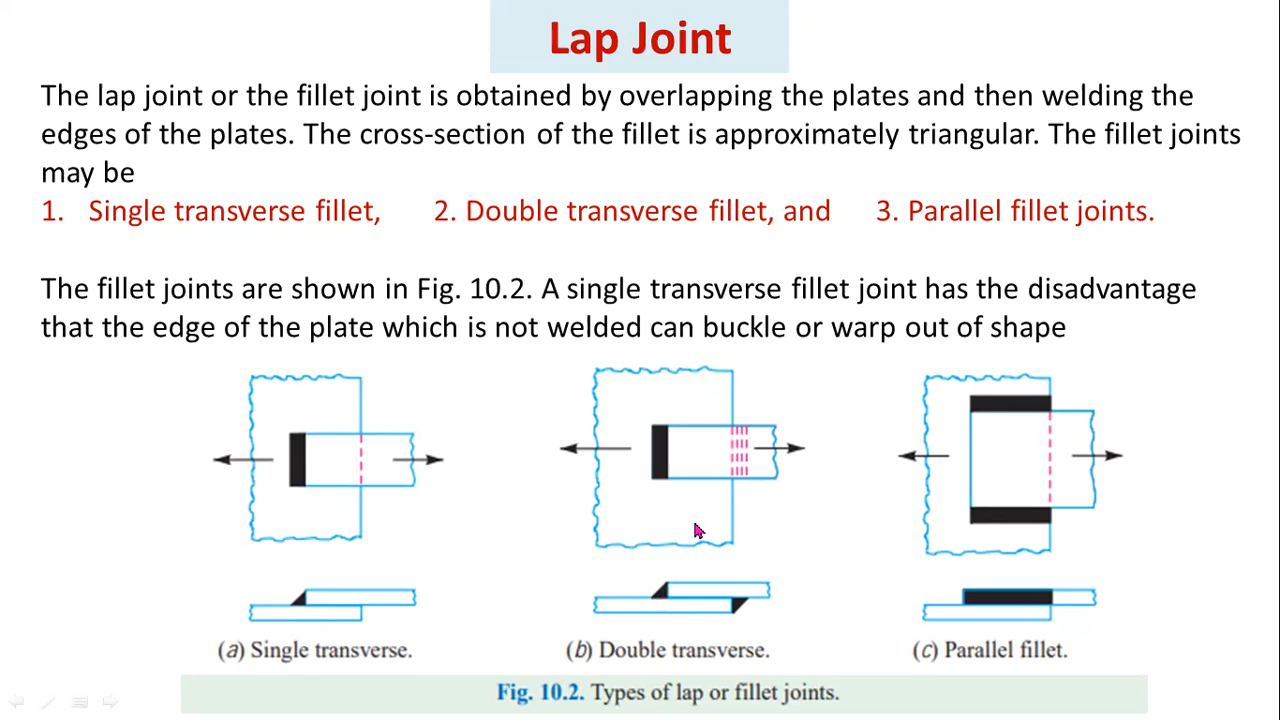 Lap Joint
The lap joint or the fillet joint is obtained by overlapping the plates and then welding the
edges of the plates. The cross-section of the fillet is approximately triangular. The fillet joints
may be
1. Single transverse fillet, 2. Double transverse fillet, and 3. Parallel fillet joints.
The fillet joints are shown in Fig. 10.2. A single transverse fillet joint has the disadvantage
that the edge of the plate which is not welded can buckle or warp out of shape
(a) Single transverse. (b) Double transverse. (c) Parallel fillet.
Fig. 10.2. Types of lap or fillet joints.